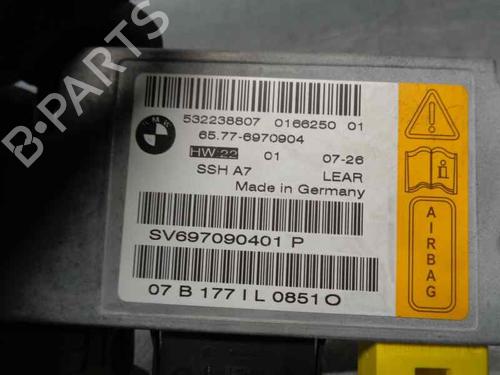 BMW
532238807 0166250 01
65.77-6970904
HW:22 01 07-26
SSH A7 LEAR
Made in Germany
SV697090401 P
07 B 177 I L 0851 O
AIRBAG
B-PARTS